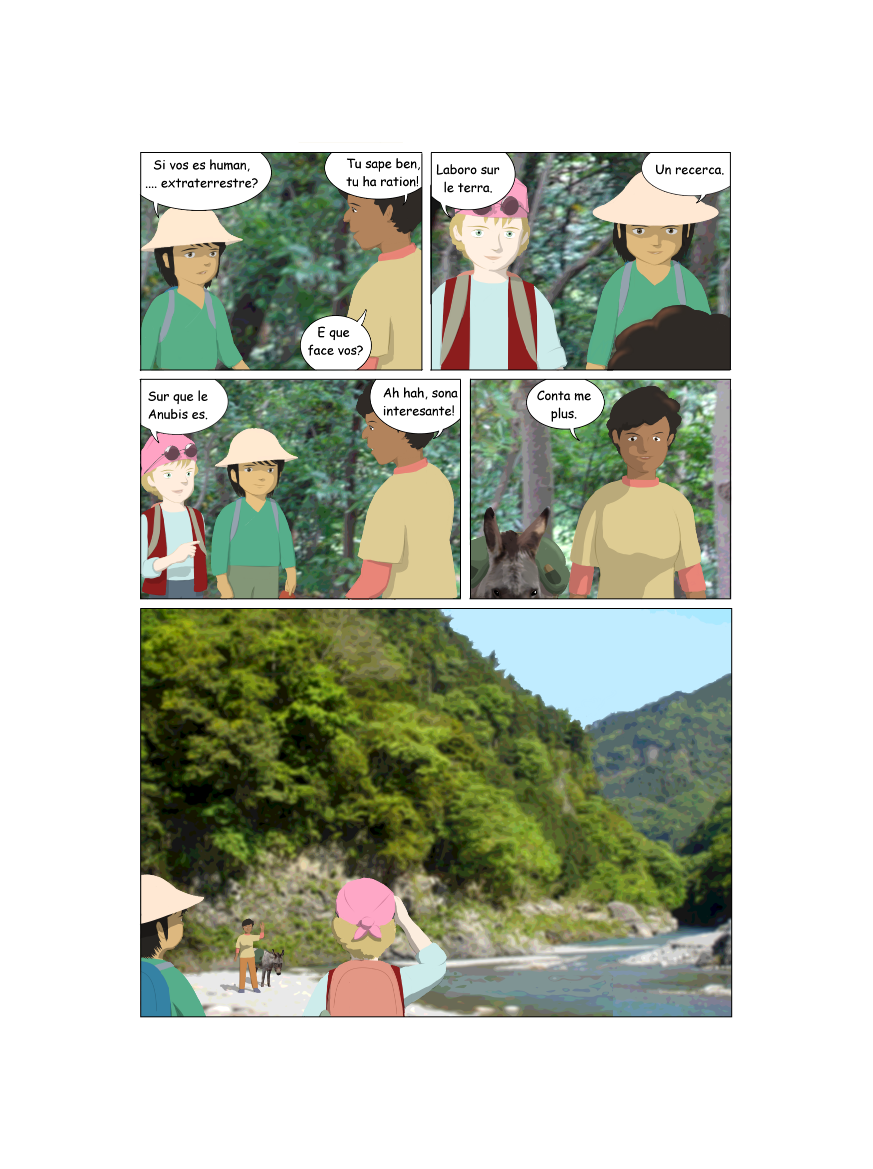 Si vos es human,
.... extraterrestre?
Tu sape ben,
tu ha ration!
E que
face vos?
Laboro sur
le terra.
Un recerca.
Sur que le
Anubis es.
Ah hah, sona
interesante!
Conta me
plus.